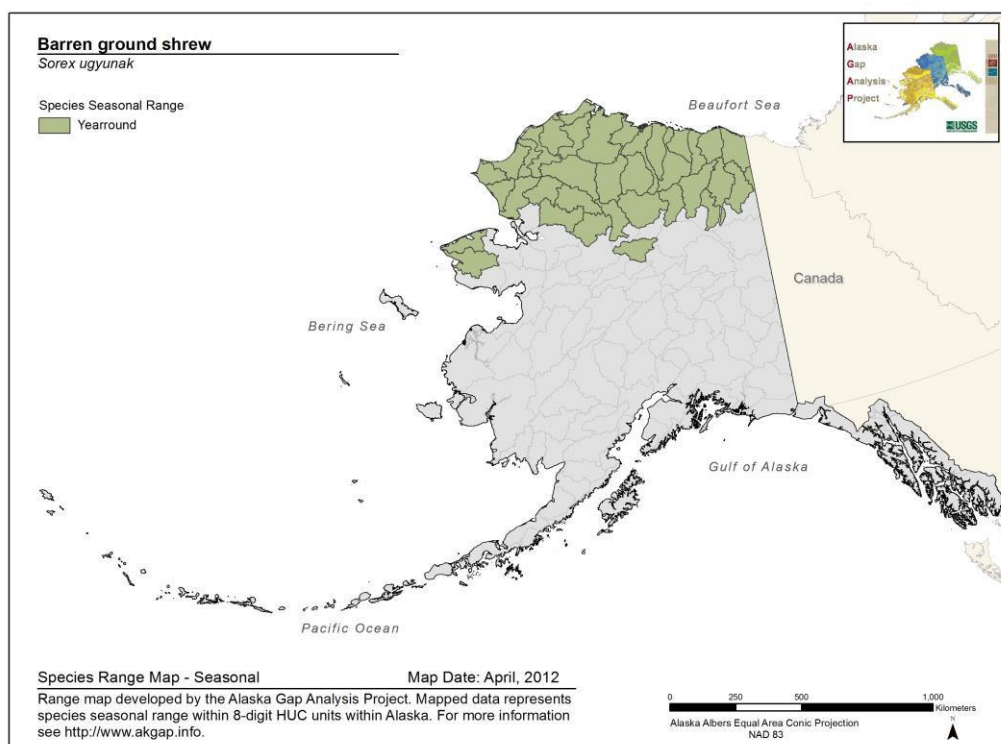 Barren ground shrew
Sorex ugyunak
Species Seasonal Range
Yearround
Beaufort Sea
Alaska
Gap
Analysis
Project
USGS
Canada
Bering Sea
Gulf of Alaska
Pacific Ocean
Species Range Map - Seasonal Map Date: April, 2012
Range map developed by the Alaska Gap Analysis Project. Mapped data represents
species seasonal range within 8-digit HUC units within Alaska. For more information
see http://www.akgap.info.
0 250 500 1,000
Kilometers
Alaska Albers Equal Area Conic Projection
NAD 83
N